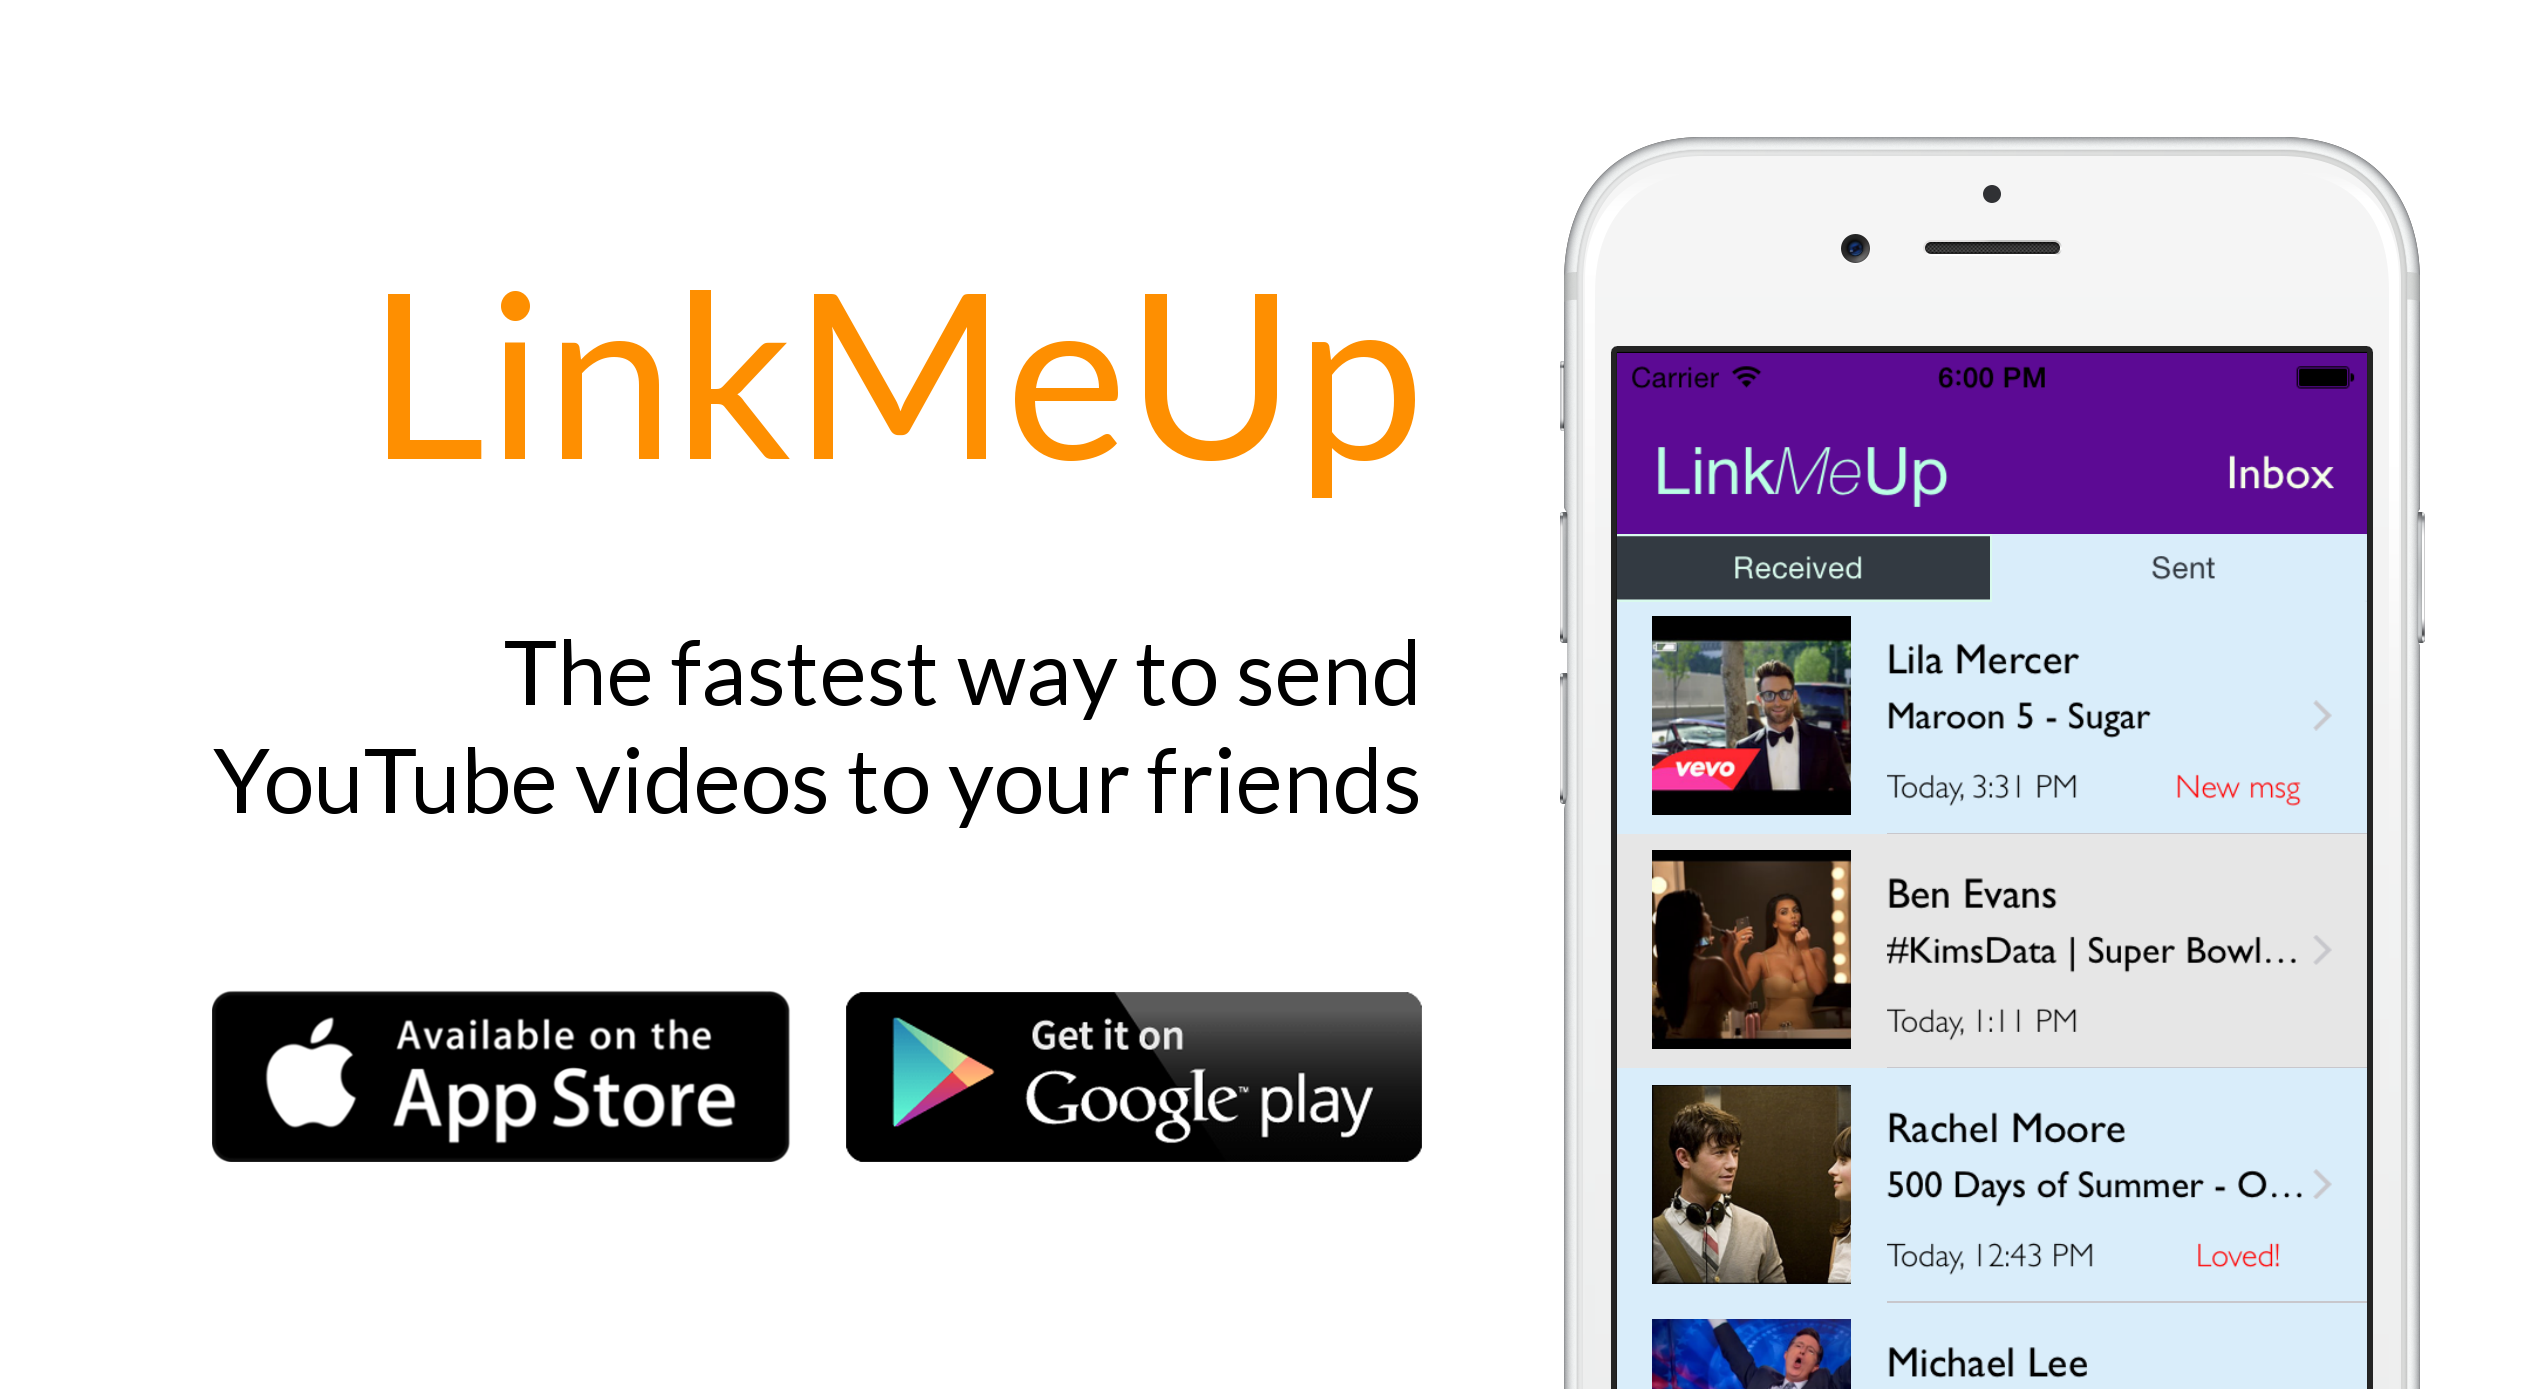 LinkMeUp
The fastest way to send
YouTube videos to your friends
Available on the
App Store
Get it on
Google™ play
Carrier
6:00 PM
LinkMeUp
Inbox
Received
Sent
Lila Mercer
Maroon 5 - Sugar
vevo
Today, 3:31 PM
New msg
Ben Evans
#KimsData | Super Bowl...
Today, 1:11 PM
Rachel Moore
500 Days of Summer - O...
Today, 12:43 PM
Loved!
Michael Lee